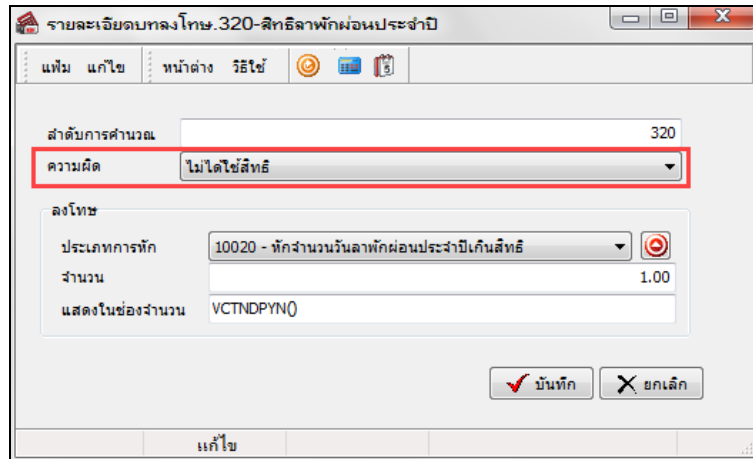 รายละเอียดบทลงโทษ.320-สิทธิลาพักผ่อนประจำปี
แฟ้ม แก้ไข หน้าต่าง วิธีใช้
ลำดับการคำนวณ 320
ความผิด ไม่ได้ใช้สิทธิ
ลงโทษ
ประเภทการหัก 10020 - หักจำนวนวันลาพักผ่อนประจำปีเกินสิทธิ
จำนวน 1.00
แสดงในช่องจำนวน VCTNDPYN()
บันทึก ยกเลิก
แก้ไข